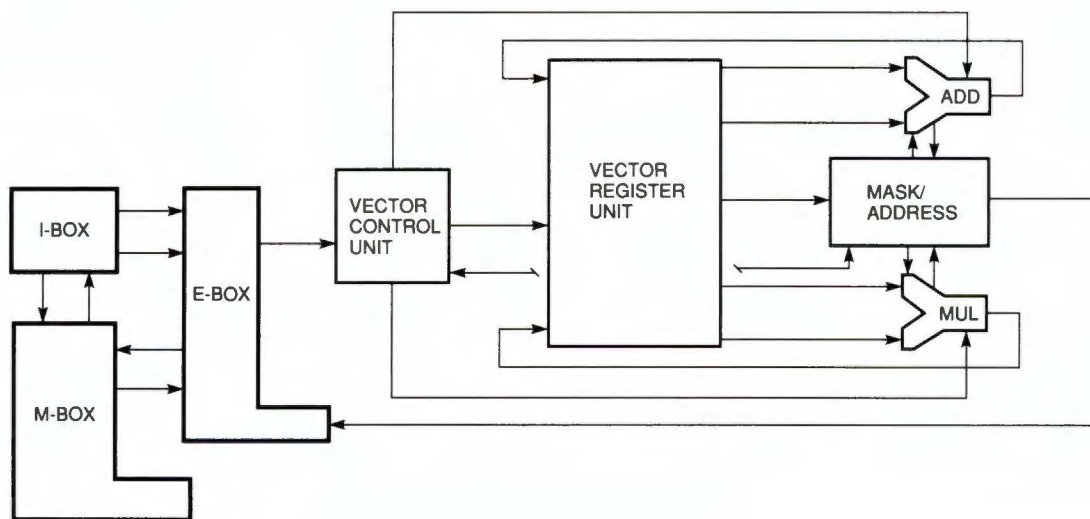 I-BOX
M-BOX
E-BOX
VECTOR
CONTROL
UNIT
VECTOR
REGISTER
UNIT
ADD
MASK/
ADDRESS
MUL